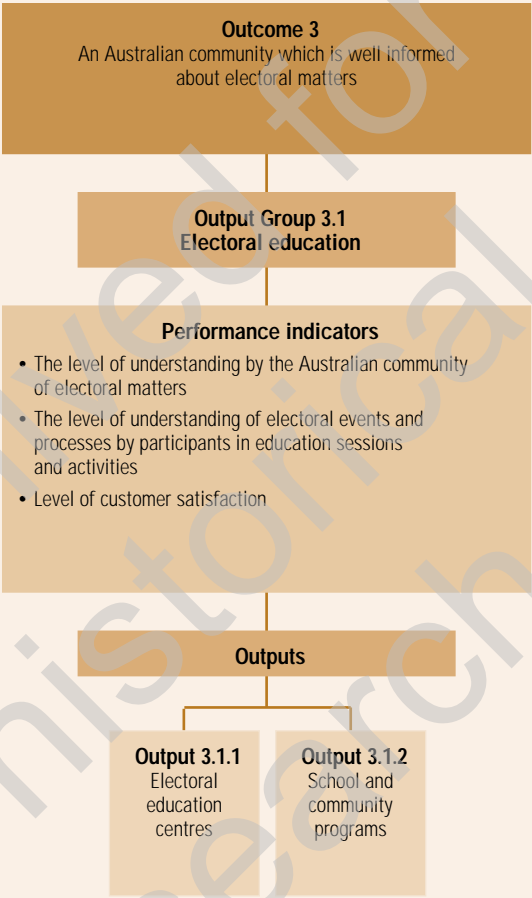 Outcome 3
An Australian community which is well informed
about electoral matters
Output Group 3.1
Electoral education
Performance indicators
• The level of understanding by the Australian community
of electoral matters
• The level of understanding of electoral events and
processes by participants in education sessions
and activities
• Level of customer satisfaction
Outputs
Output 3.1.1
Electoral
education
centres
Output 3.1.2
School and
community
programs
for
historical